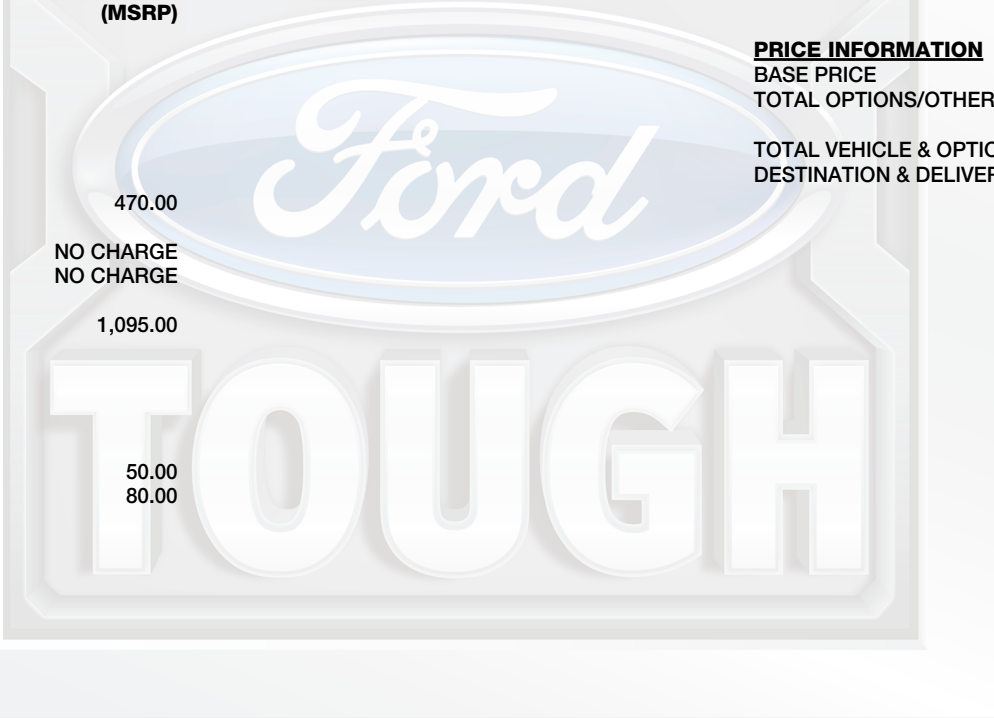 (MSRP)
470.00
NO CHARGE
NO CHARGE
1,095.00
50.00
80.00
PRICE INFORMATION
BASE PRICE
TOTAL OPTIONS/OTHER
TOTAL VEHICLE & OPTIO
DESTINATION & DELIVER
Ford
TOUGH